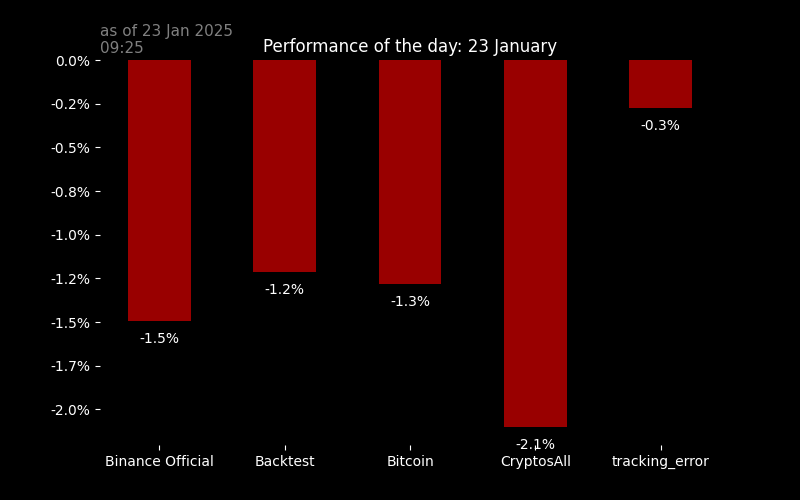 as of 23 Jan 2025
09:25
Performance of the day: 23 January
0.0%
-0.2%
-0.5%
-0.8%
-1.0%
-1.2%
-1.5%
-1.7%
-2.0%
-1.5%
-1.2%
-1.3%
-2.1%
-0.3%
Binance Official
Backtest
Bitcoin
CryptosAll
tracking_error